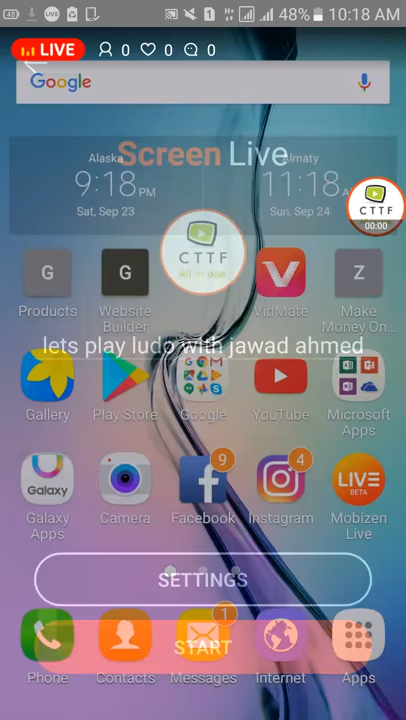 48% 10:18 AM
LIVE 0 0 0
Google
Screen Live
Alaska
9:18 PM
Sat, Sep 23
Almaty
11:18
Sun, Sep 24
CTTF
00:00
CTTF
All in one
G G Z
Products Website Builder VidMate Make Money On...
lets play ludo with jawad ahmed
Gallery Play Store Google YouTube Microsoft Apps
9 4
LIVE
BETA
Galaxy
Galaxy Apps Camera Facebook Instagram Mobizen Live
SETTINGS
1
START
Phone Contacts Messages Internet Apps